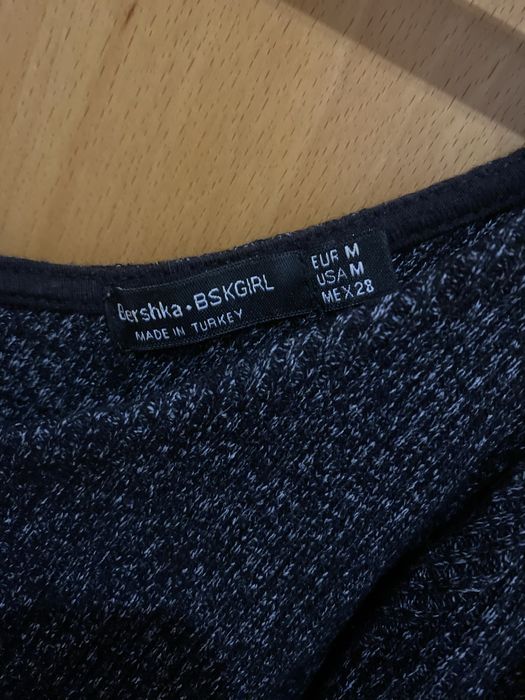 Bershka • BSKGIRL
MADE IN TURKEY
EUR M
USA M
MEX 28